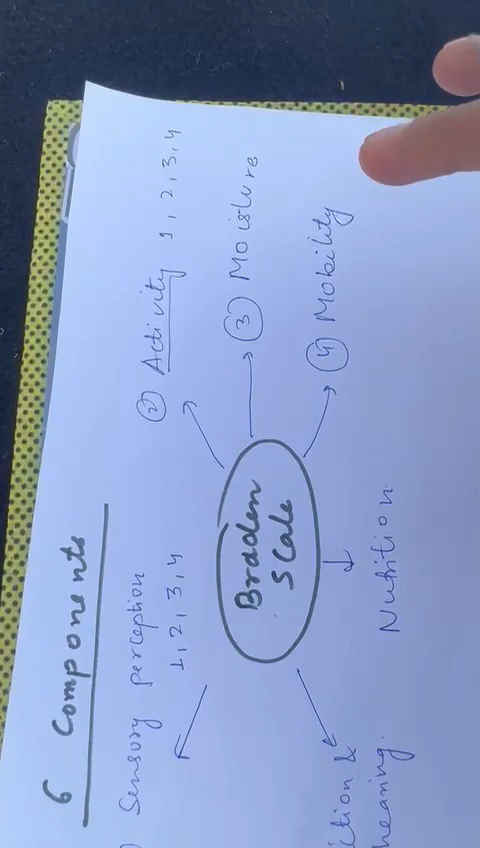 6 Components
) Sensory perception
1, 2, 3, 4
② Activity 1, 2, 3, 4
③ Moisture
④ Mobility
Braden
Scale
Nutrition.
ction &
hearing.